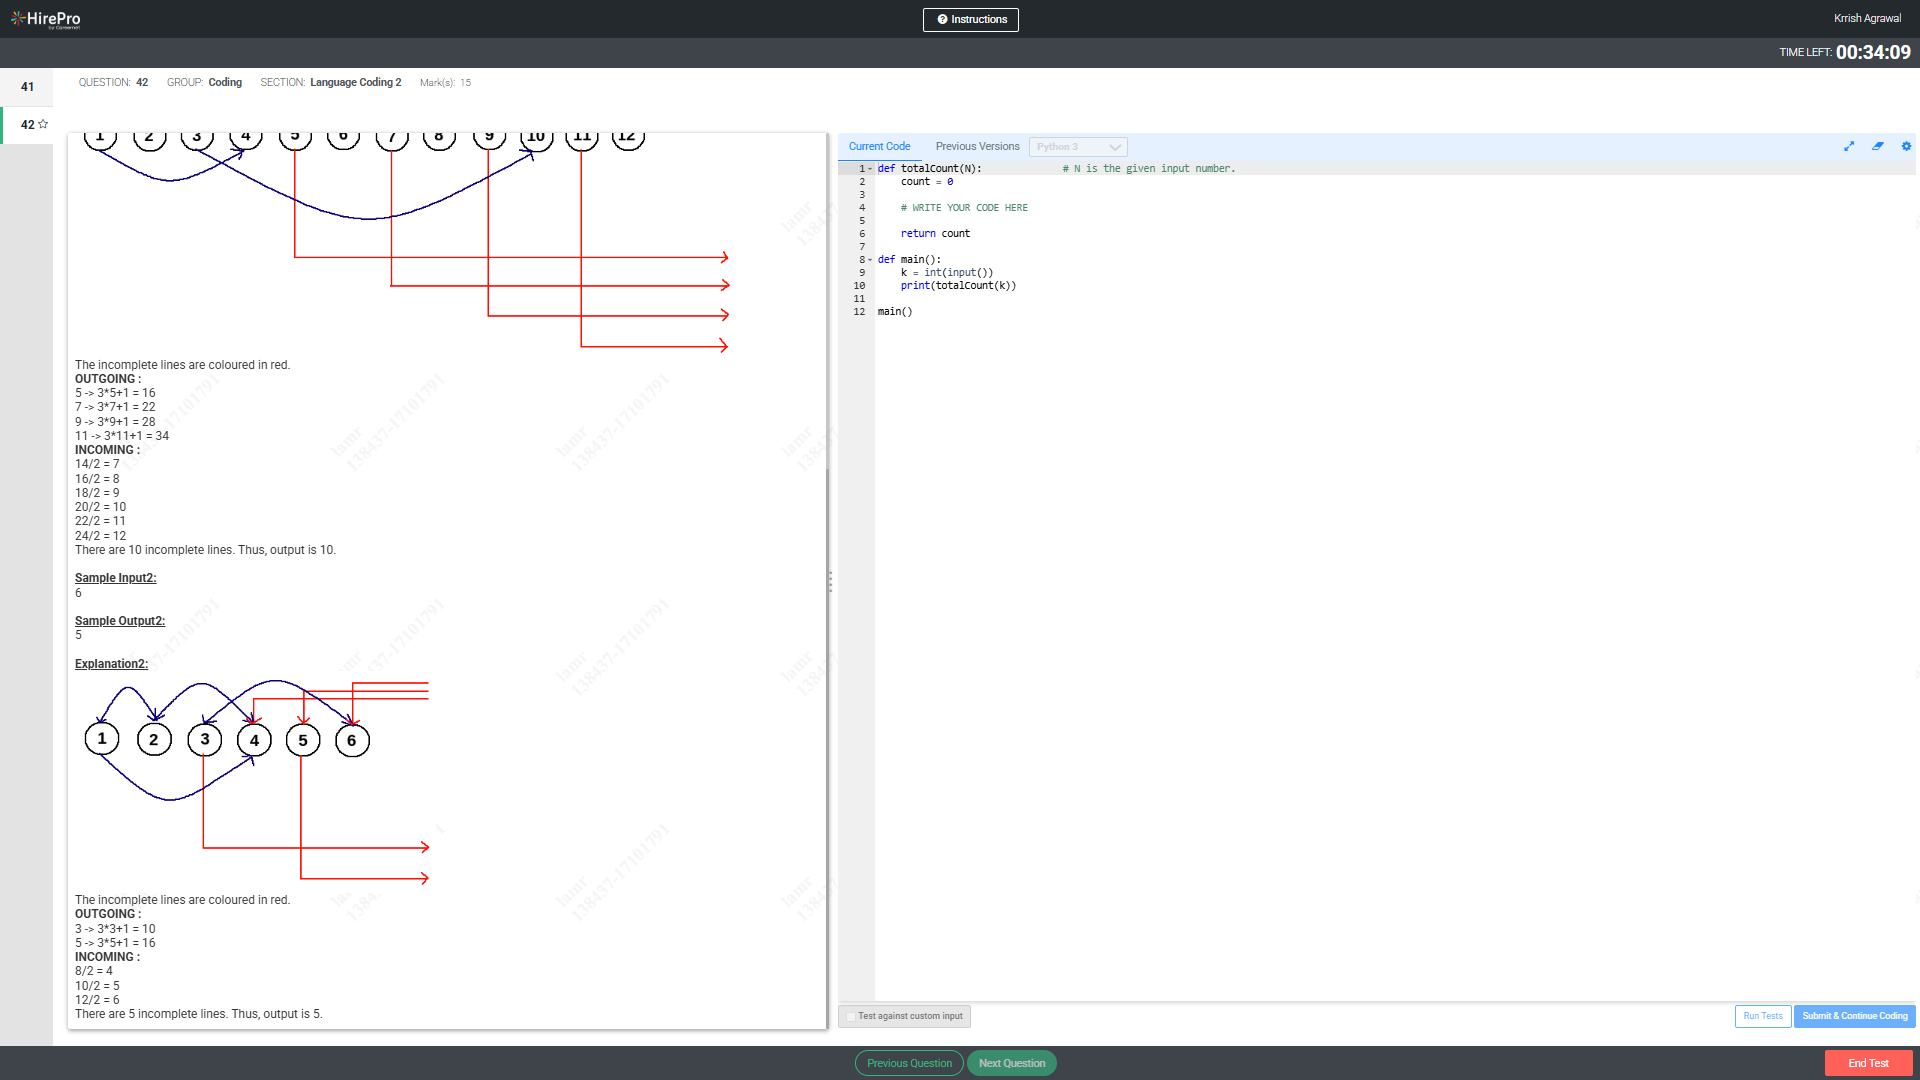 HirePro
by Careernet
Instructions
Krrish Agrawal
TIME LEFT: 00:34:09
41
42
QUESTION: 42 GROUP: Coding SECTION: Language Coding 2 Mark(s): 15
1 2 3 4 5 6 7 8 9 10 11 12
The incomplete lines are coloured in red.
OUTGOING :
5 -> 3*5+1 = 16
7 -> 3*7+1 = 22
9 -> 3*9+1 = 28
11 -> 3*11+1 = 34
INCOMING :
14/2 = 7
16/2 = 8
18/2 = 9
20/2 = 10
22/2 = 11
24/2 = 12
There are 10 incomplete lines. Thus, output is 10.
Sample Input2:
6
Sample Output2:
5
Explanation2:
1 2 3 4 5 6
The incomplete lines are coloured in red.
OUTGOING :
3 -> 3*3+1 = 10
5 -> 3*5+1 = 16
INCOMING :
8/2 = 4
10/2 = 5
12/2 = 6
There are 5 incomplete lines. Thus, output is 5.
Current Code Previous Versions Python 3
1 def totalCount(N): # N is the given input number.
2 count = 0
3
4 # WRITE YOUR CODE HERE
5
6 return count
7
8 def main():
9 k = int(input())
10 print(totalCount(k))
11
12 main()
Test against custom input
Run Tests
Submit & Continue Coding
Previous Question
Next Question
End Test
138437-17101791